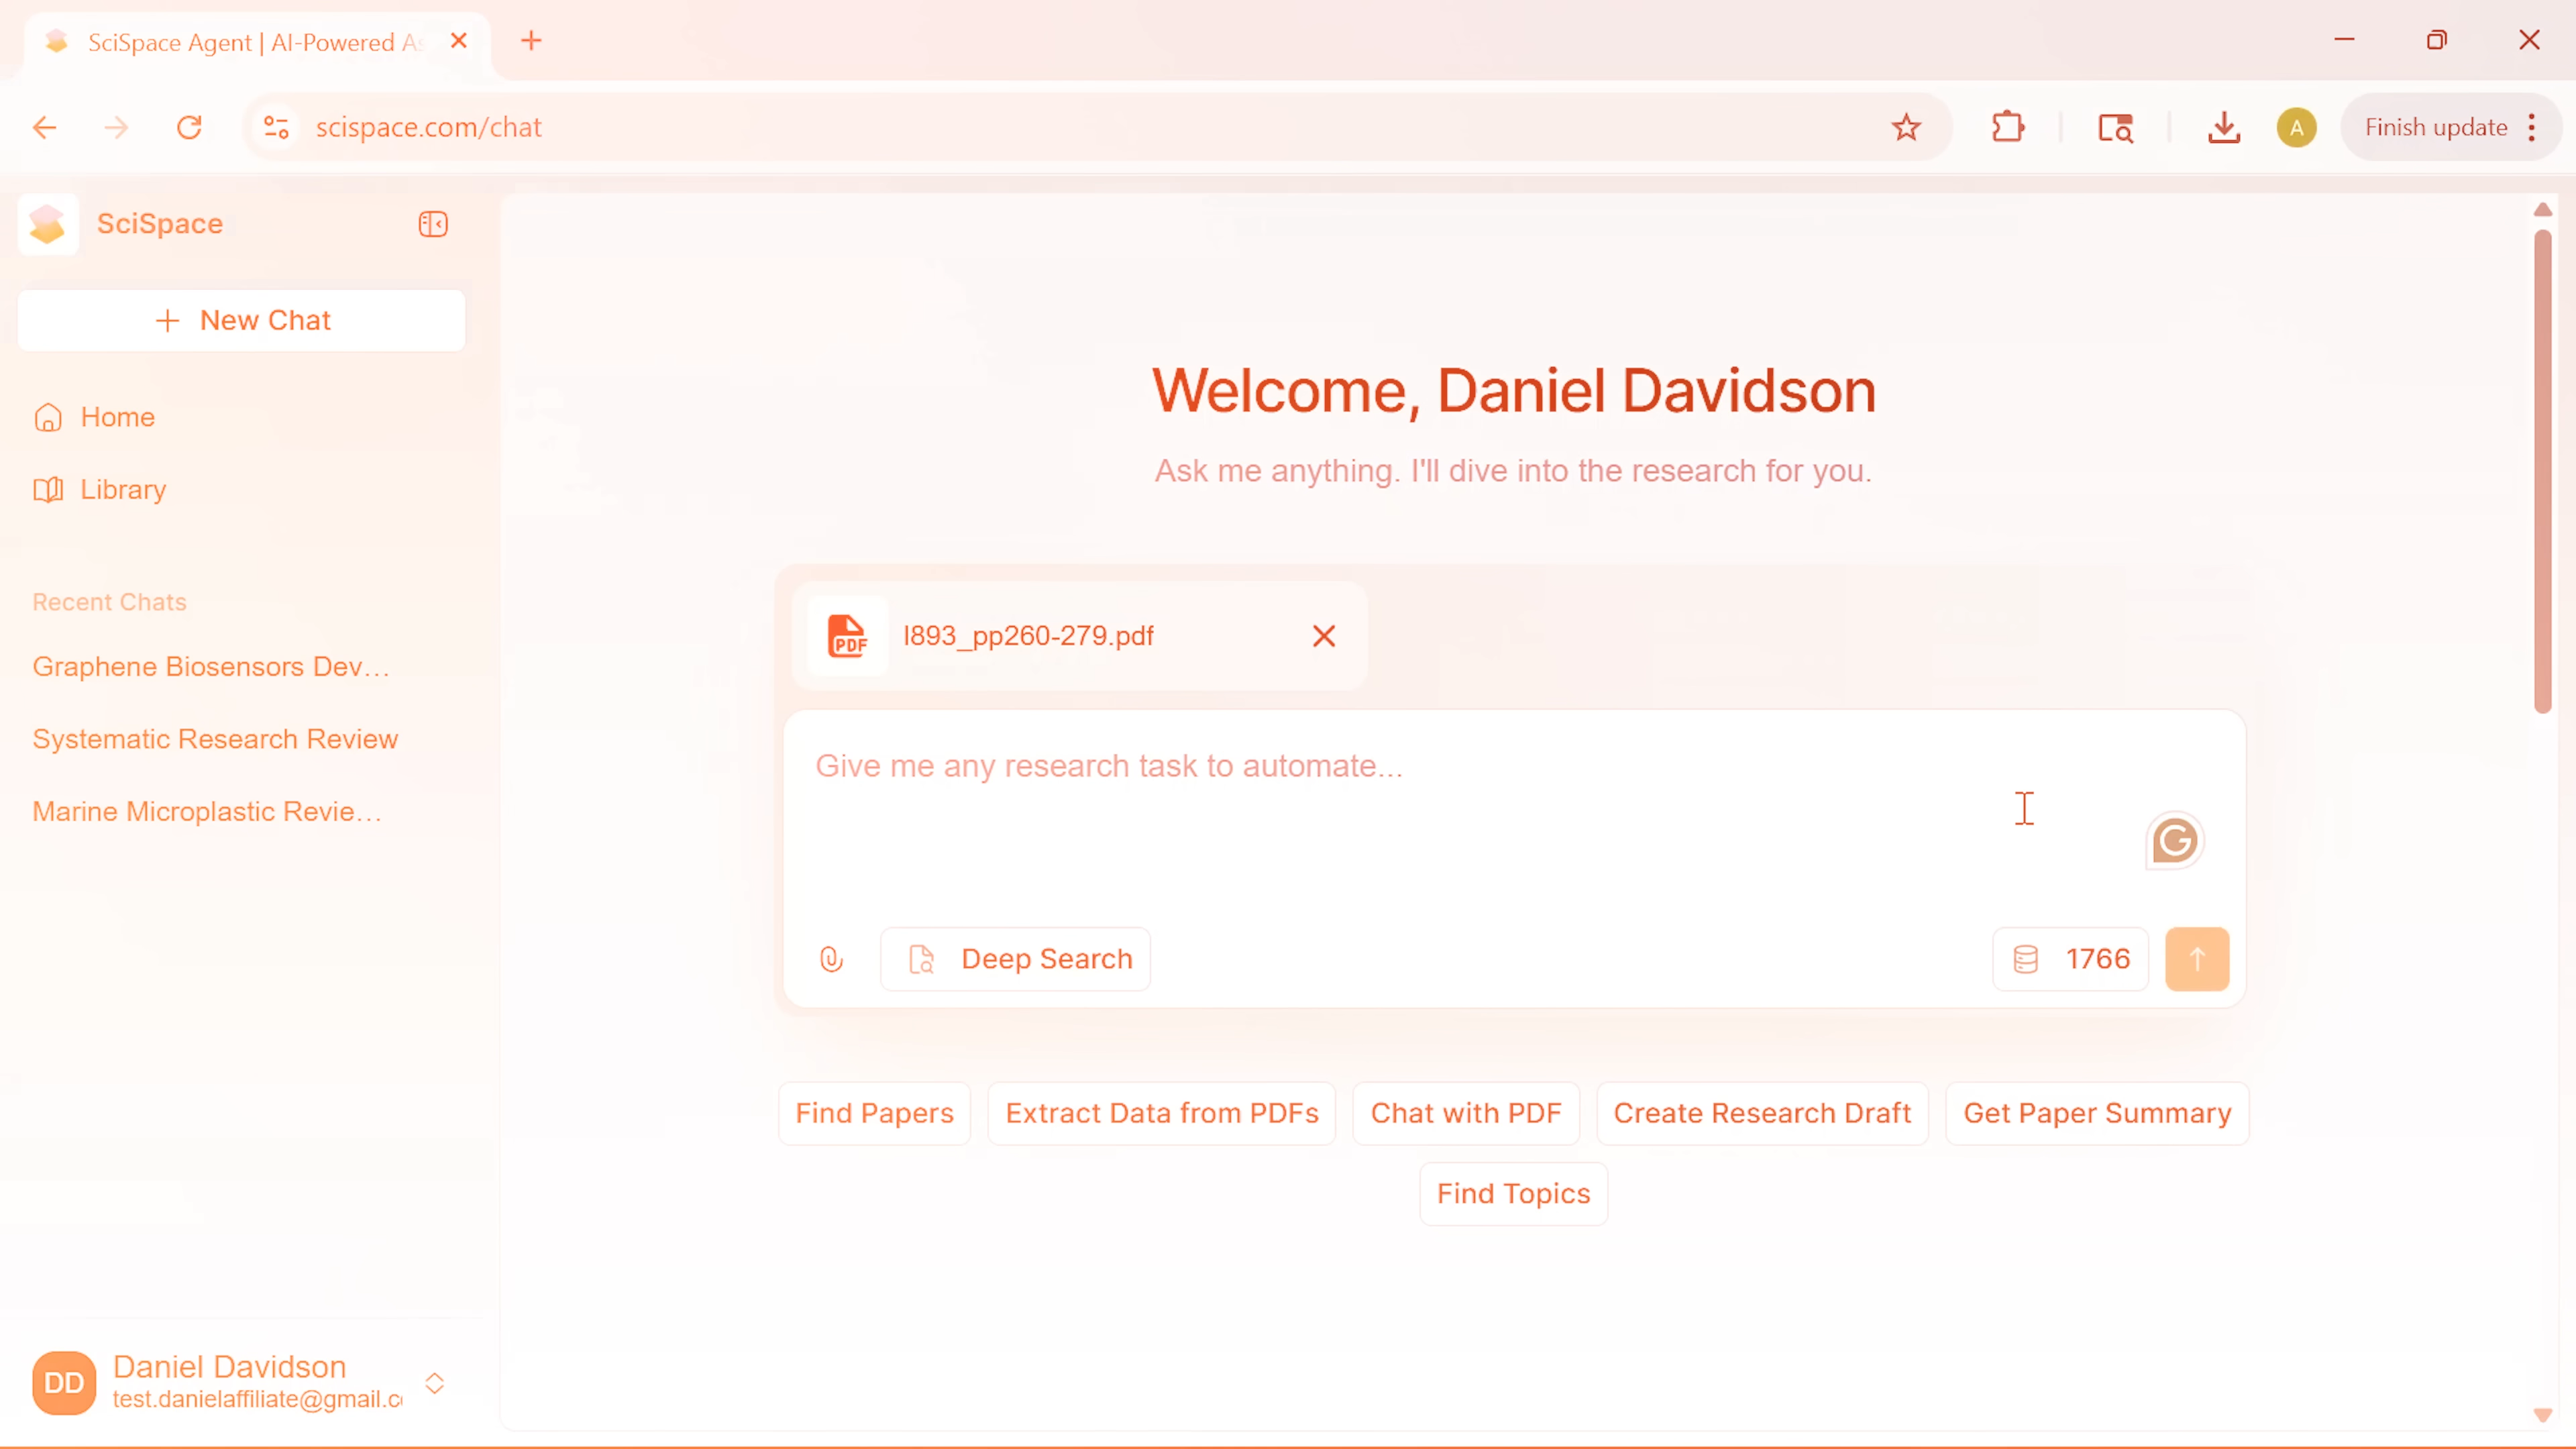 SciSpace Agent | AI-Powered As
scispace.com/chat
A
Finish update
SciSpace
New Chat
Home
Library
Recent Chats
Graphene Biosensors Dev...
Systematic Research Review
Marine Microplastic Revie...
DD
Daniel Davidson
test.danielaffiliate@gmail.c
Welcome, Daniel Davidson
Ask me anything. I'll dive into the research for you.
PDF
l893_pp260-279.pdf
Give me any research task to automate...
G
Deep Search
1766
Find Papers
Extract Data from PDFs
Chat with PDF
Create Research Draft
Get Paper Summary
Find Topics